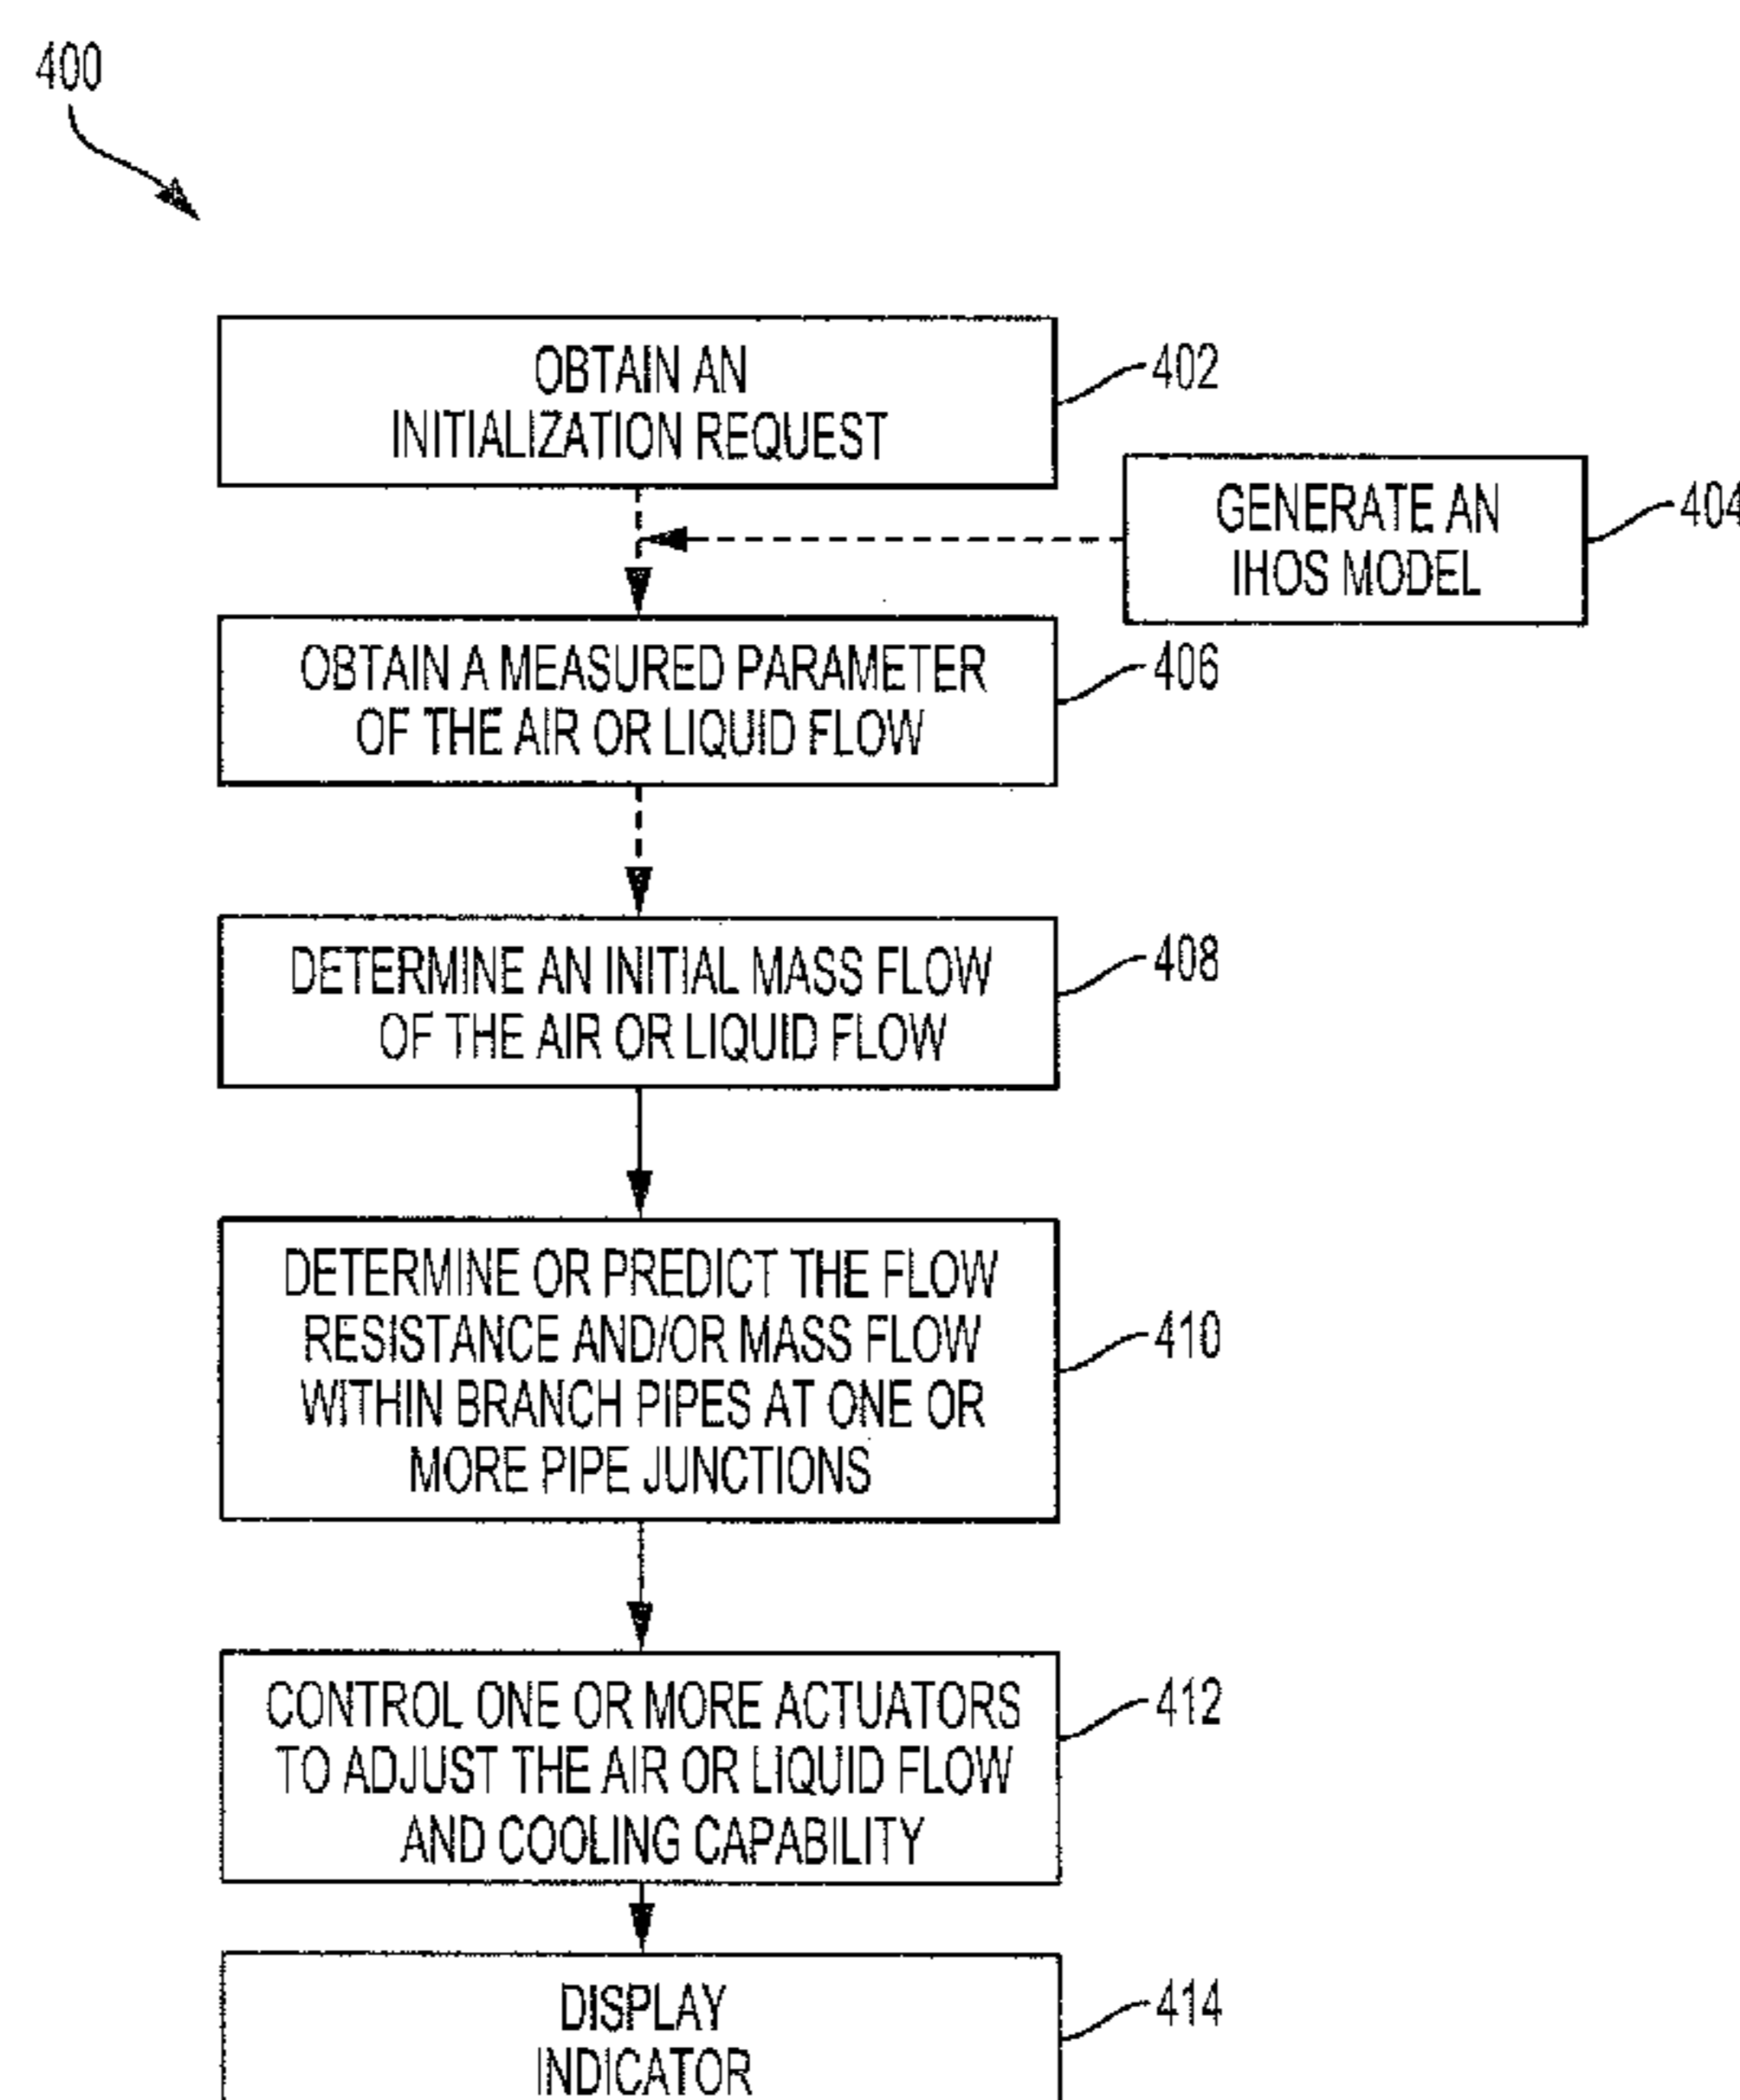 400
OBTAIN AN
INITIALIZATION REQUEST
402
GENERATE AN
IHOS MODEL
404
OBTAIN A MEASURED PARAMETER
OF THE AIR OR LIQUID FLOW
406
DETERMINE AN INITIAL MASS FLOW
OF THE AIR OR LIQUID FLOW
408
DETERMINE OR PREDICT THE FLOW
RESISTANCE AND/OR MASS FLOW
WITHIN BRANCH PIPES AT ONE OR
MORE PIPE JUNCTIONS
410
CONTROL ONE OR MORE ACTUATORS
TO ADJUST THE AIR OR LIQUID FLOW
AND COOLING CAPABILITY
412
DISPLAY
INDICATOR
414